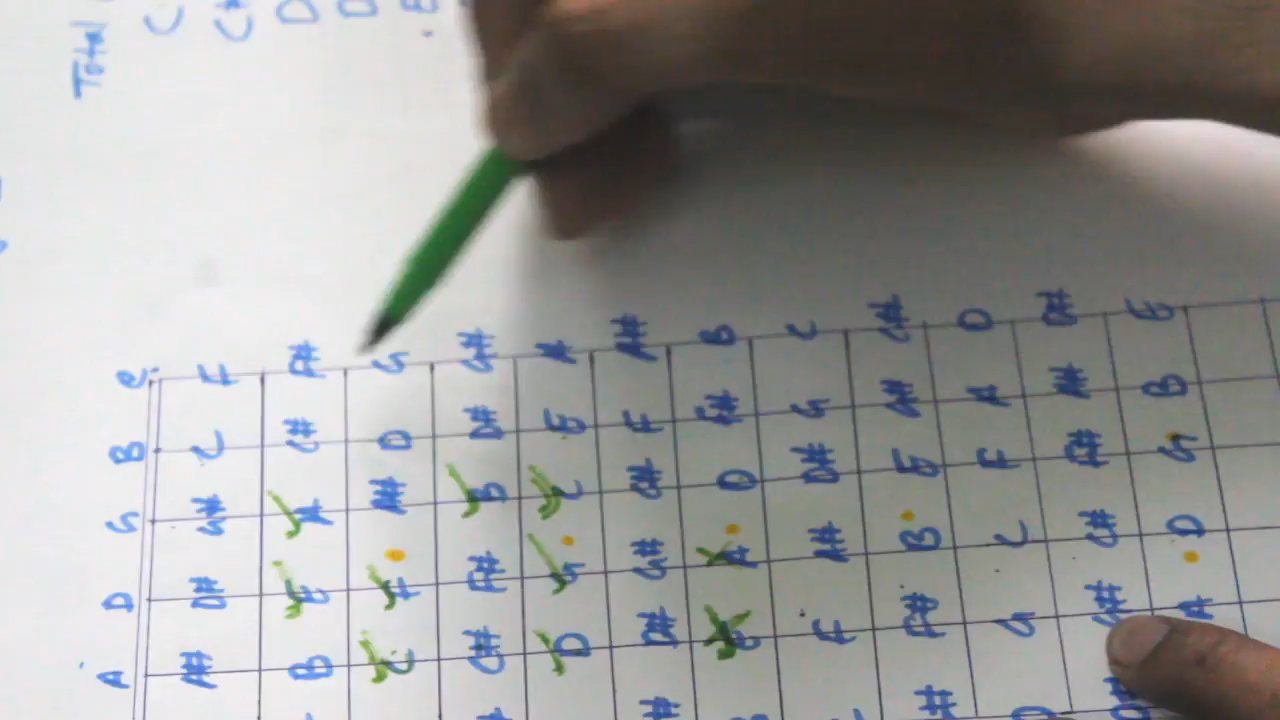 Total
C
C#
D
D
e F F# G G# A A# B C C# D D# E
B C C# D D# E F F# G G# A A# B
G G# A A# B C C# D D# E F F# G
D D# E F F# G G# A A# B C C# D
A A# B C C# D D# E F F# G G# A